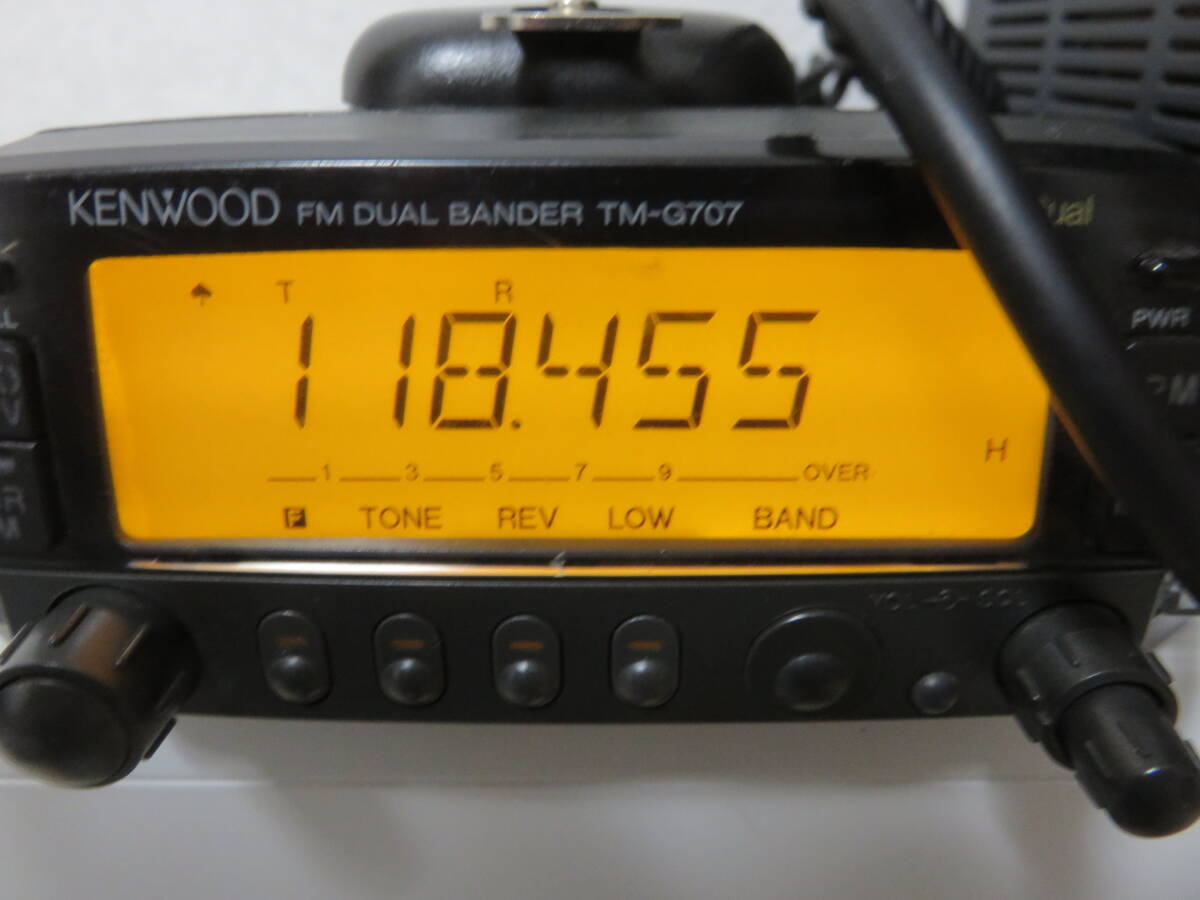 KENWOOD FM DUAL BANDER TM-G707
T R
118.455
PWR
H
1 3 5 7 9 OVER
F TONE REV LOW BAND